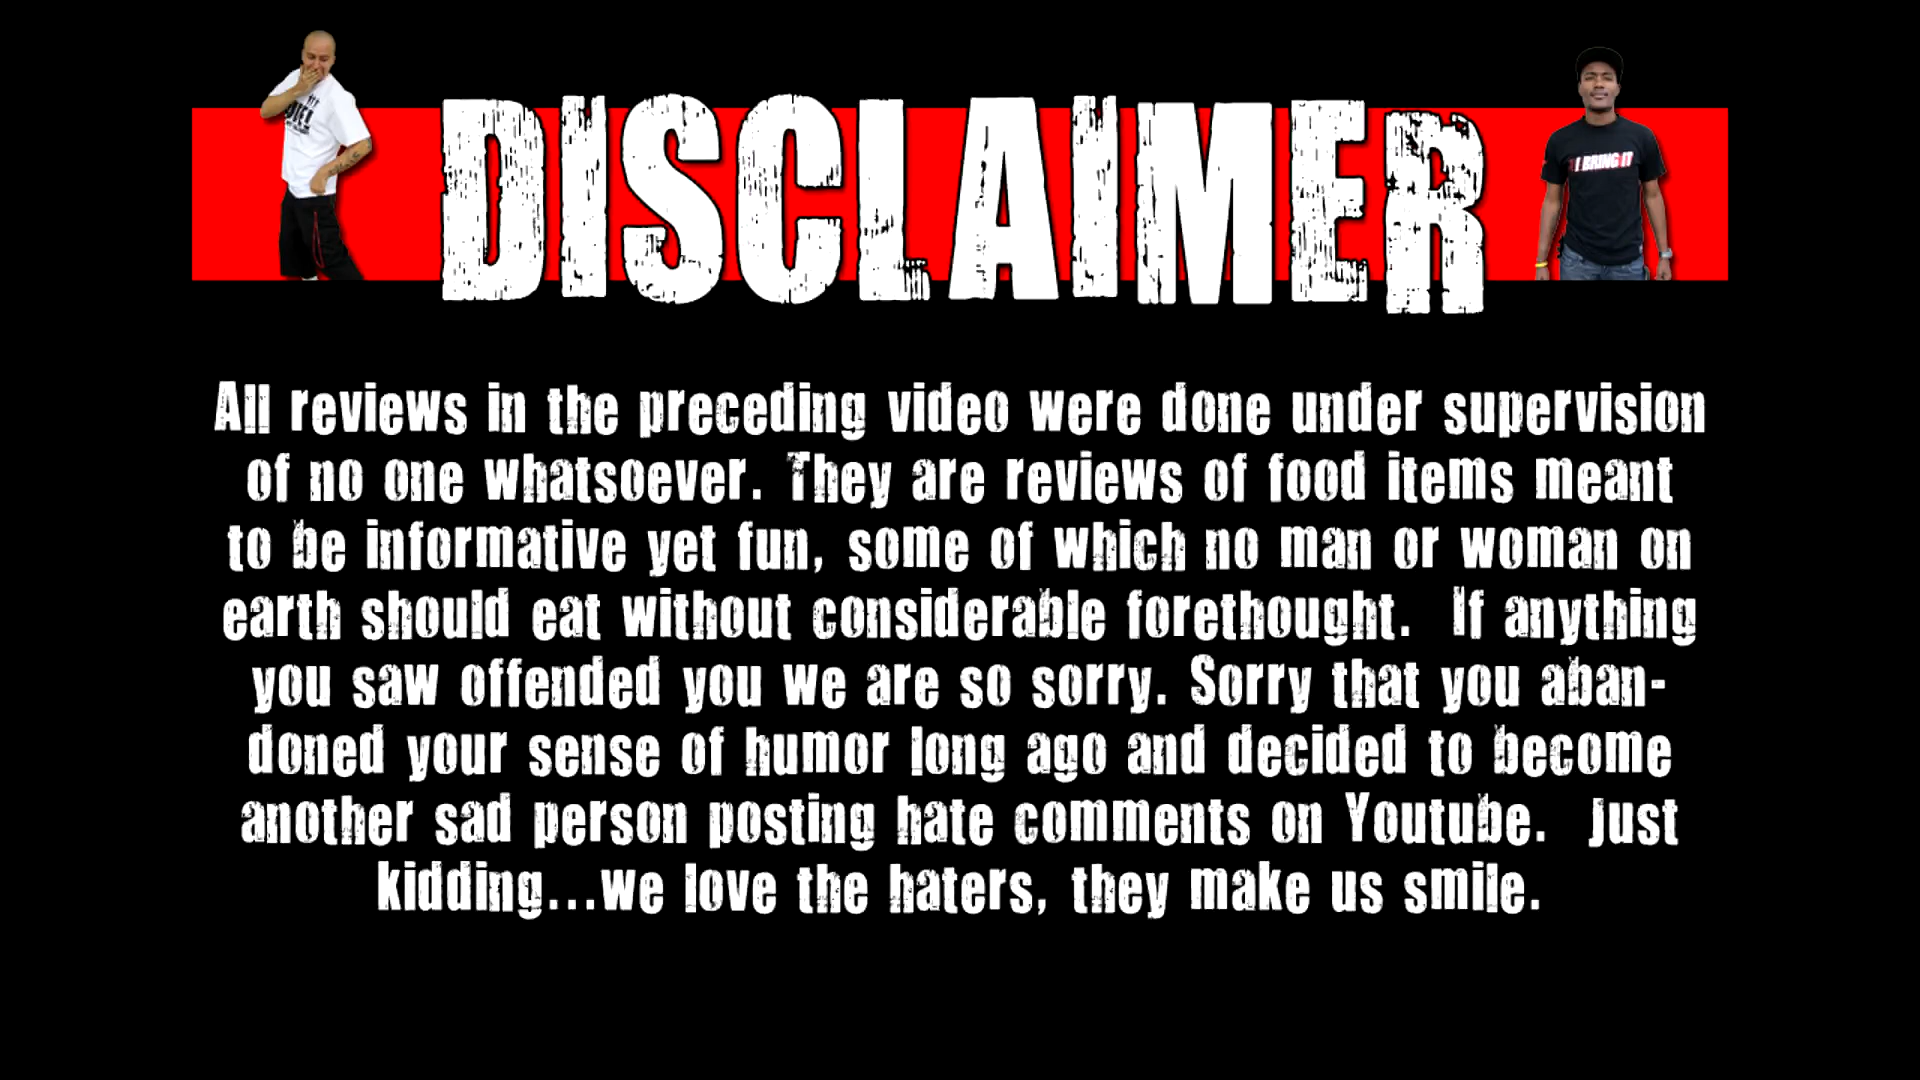 DISCLAIMER
I BRING IT
All reviews in the preceding video were done under supervision
of no one whatsoever. They are reviews of food items meant
to be informative yet fun, some of which no man or woman on
earth should eat without considerable forethought. If anything
you saw offended you we are so sorry. Sorry that you aban-
doned your sense of humor long ago and decided to become
another sad person posting hate comments on Youtube. Just
kidding...we love the haters, they make us smile.